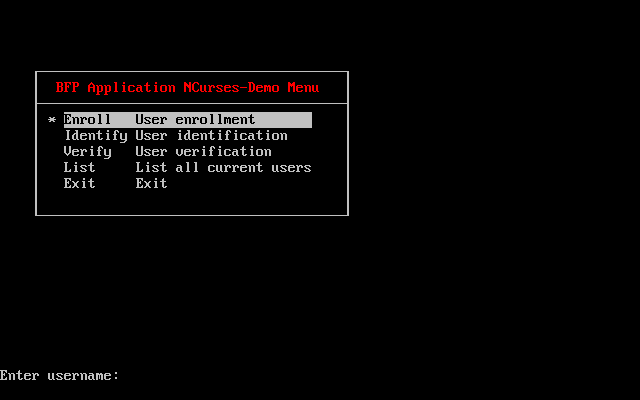 BFP Application NCurses-Demo Menu
* Enroll User enrollment
Identify User identification
Verify User verification
List List all current users
Exit Exit
Enter username: